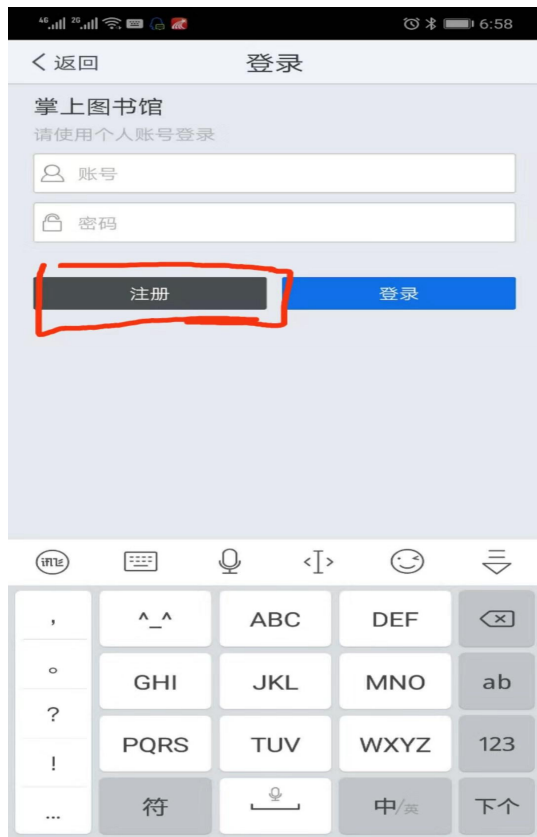 4G 2G 6:58
返回 登录
掌上图书馆
请使用个人账号登录
账号
密码
注册 登录
, ^_^ ABC DEF
。 GHI JKL MNO ab
?
PQRS TUV WXYZ 123
!
... 符 中/英 下个